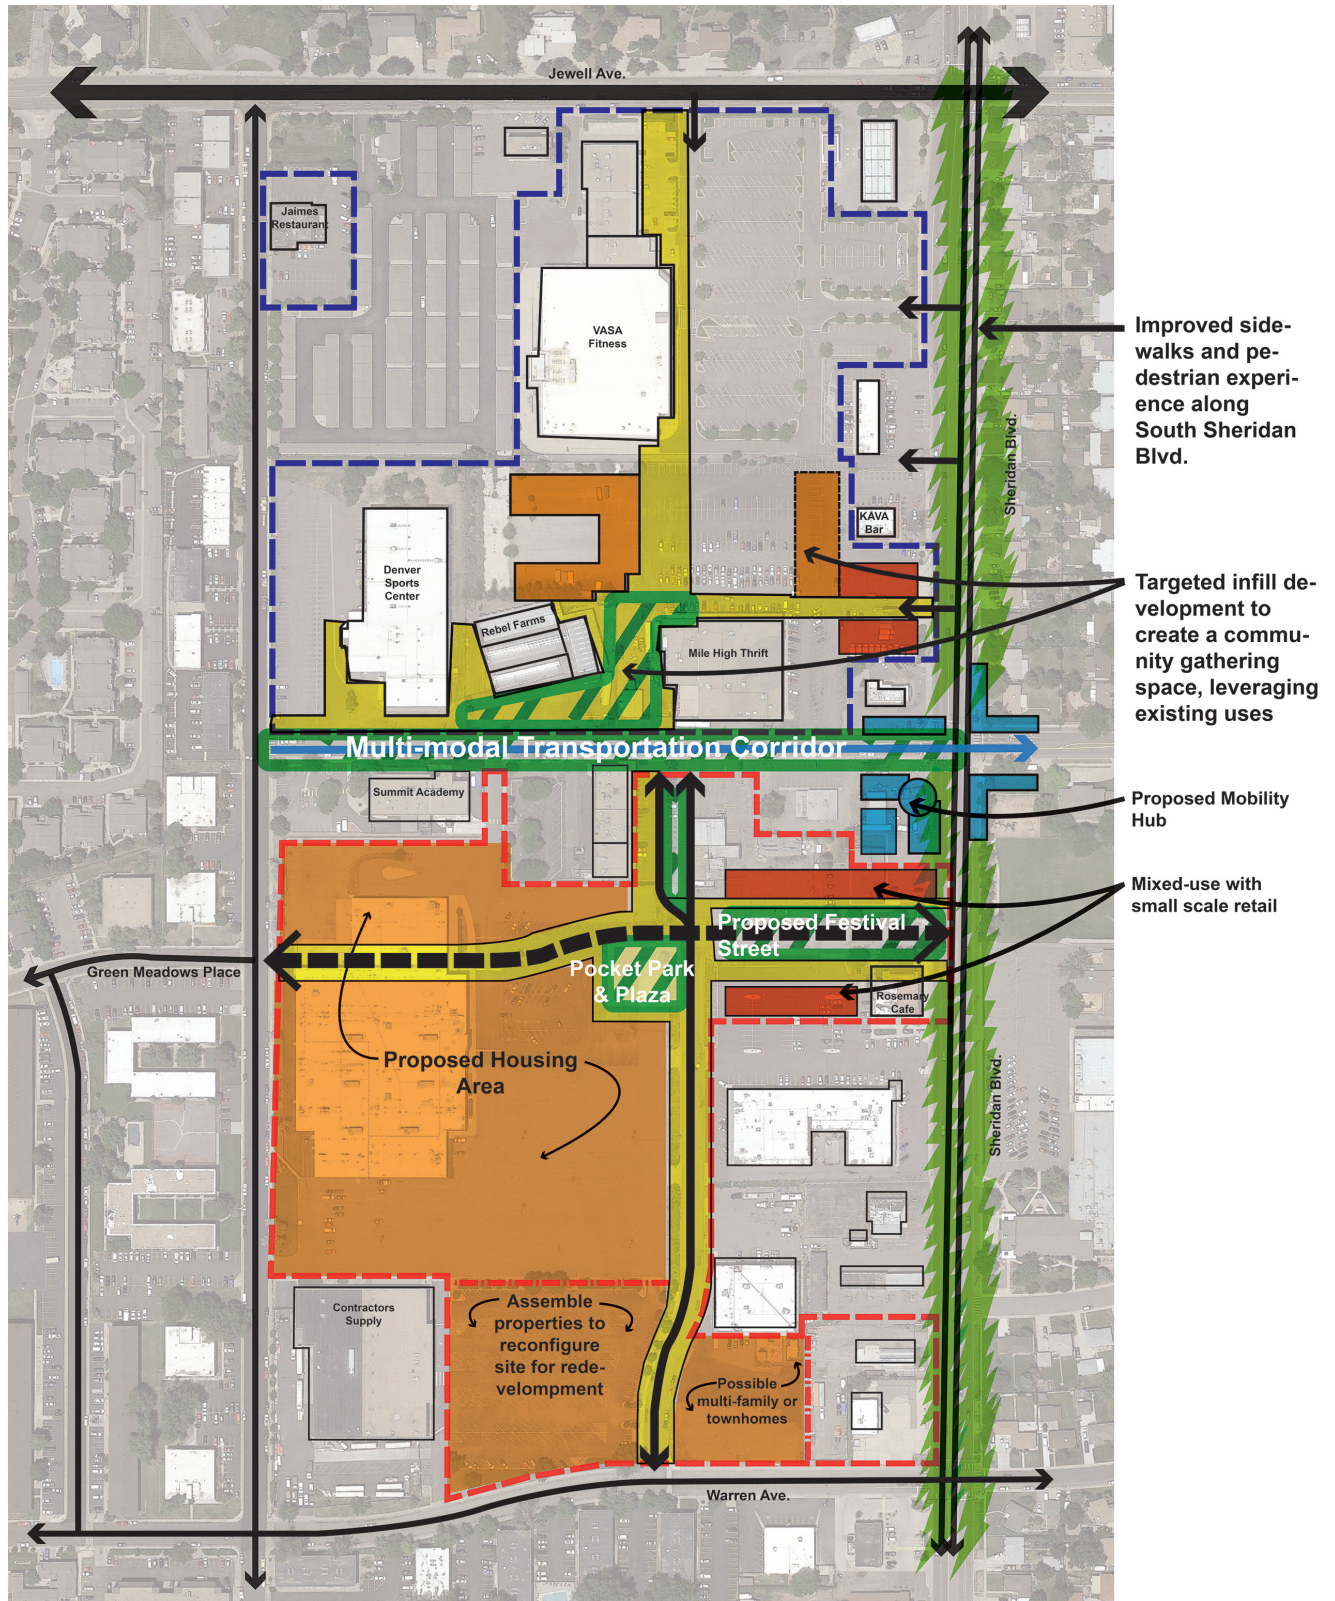 Jewell Ave.
Jaimes
Restaurant
VASA
Fitness
Improved side-
walks and pe-
destrian experi-
ence along
South Sheridan
Blvd.
Sheridan Blvd.
KAVA
Bar
Denver
Sports
Center
Targeted infill de-
velopment to
create a commu-
nity gathering
space, leveraging
existing uses
Rebel Farms
Mile High Thrift
Multi-modal Transportation Corridor
Summit Academy
Proposed Mobility
Hub
Mixed-use with
small scale retail
Proposed Festival
Street
Green Meadows Place
Pocket Park
& Plaza
Rosemary
Cafe
Proposed Housing
Area
Sheridan Blvd.
Contractors
Supply
Assemble
properties to
reconfigure
site for rede-
velompment
Possible
multi-family or
townhomes
Warren Ave.